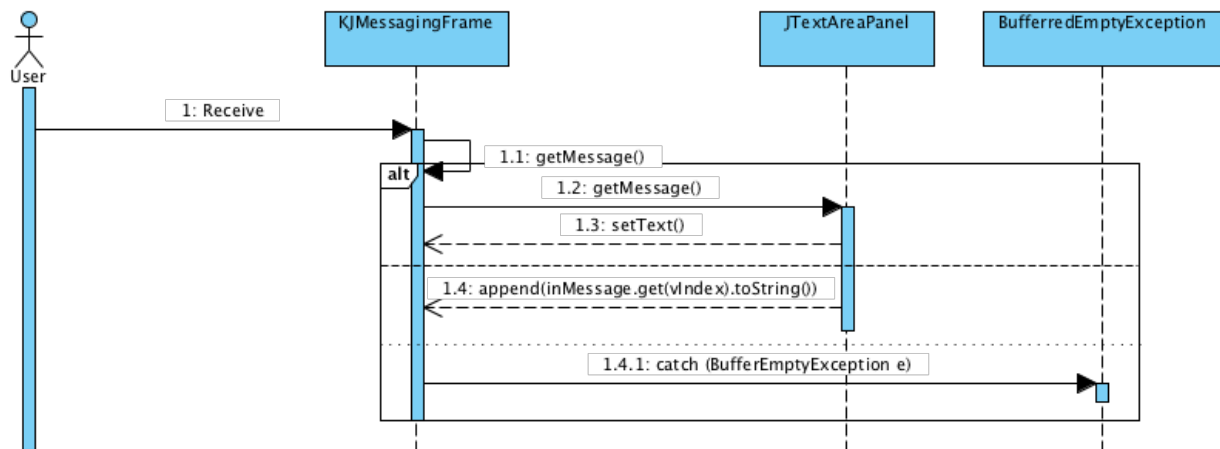 KJMessagingFrame
JTextAreaPanel
BufferredEmptyException
User
1: Receive
1.1: getMessage()
alt
1.2: getMessage()
1.3: setText()
1.4: append(inMessage.get(vIndex).toString())
1.4.1: catch (BufferEmptyException e)